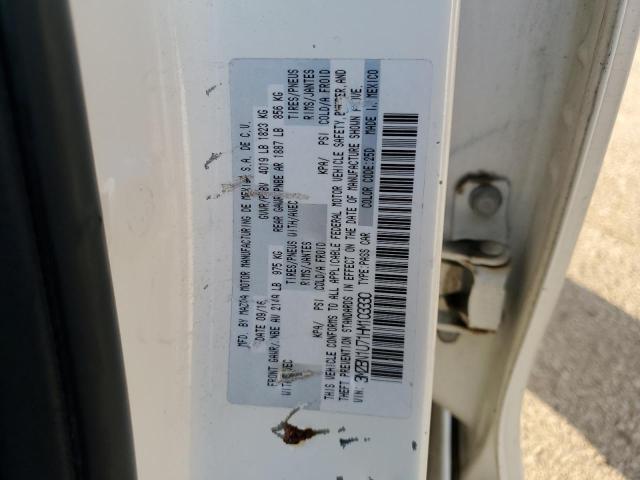 MFD. BY MAZDA MOTOR MANUFACTURING DE MEXICO S.A. DE C.V.
DATE 09/16 GVWR/PNBV 4019 LB 1823 KG
FRONT GAWR/PNBE AV 2149 LB 975 KG REAR GAWR/PNBE AR 1887 LB 856 KG
WITH/AVEC TIRES/PNEUS WITH/AVEC TIRES/PNEUS
RIMS/JANTES RIMS/JANTES
KPA/ PSI COLD/A FROID KPA/ PSI COLD/A FROID
THIS VEHICLE CONFORMS TO ALL APPLICABLE FEDERAL MOTOR VEHICLE SAFETY, BUMPER, AND
THEFT PREVENTION STANDARDS IN EFFECT ON THE DATE OF MANUFACTURE SHOWN ABOVE.
VIN: 3MZBN1U71HM103330 TYPE:PASS CAR COLOR CODE:25D MADE IN MEXICO